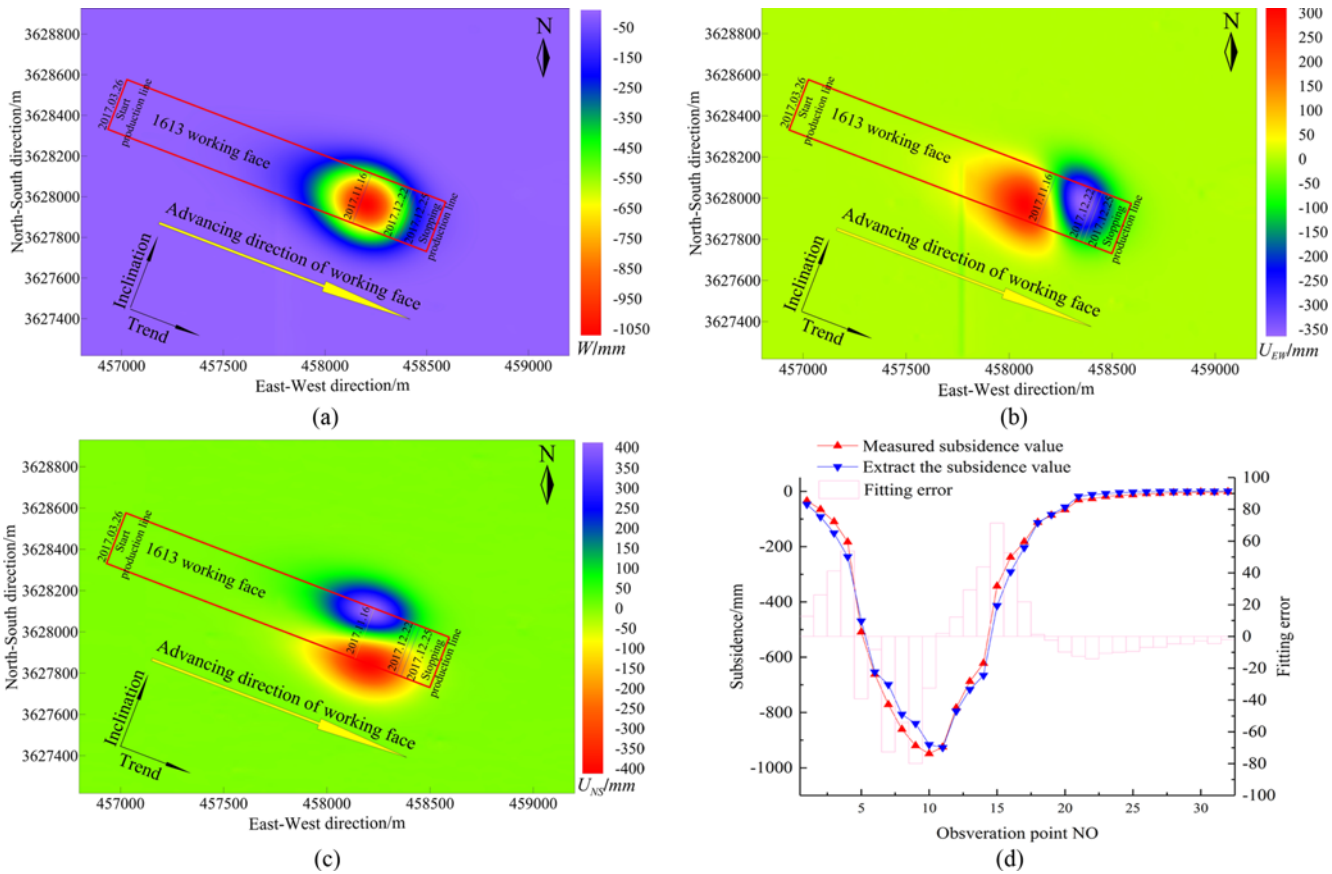 N
3628800
3628600
3628400
3628200
3628000
3627800
3627600
3627400
North-South direction/m
2017.03.26
Start
production line
1613 working face
2017.11.16
2017.12.22
2017.12.25
Stopping
production line
Advancing direction of working face
Inclination
Trend
457000 457500 458000 458500 459000
East-West direction/m
-50
-150
-250
-350
-450
-550
-650
-750
-850
-950
-1050
W/mm
(a)
N
3628800
3628600
3628400
3628200
3628000
3627800
3627600
3627400
North-South direction/m
2017.03.26
Start
production line
1613 working face
2017.11.16
2017.12.22
2017.12.25
Stopping
production line
Advancing direction of working face
Inclination
Trend
457000 457500 458000 458500 459000
East-West direction/m
300
250
200
150
100
50
0
-50
-100
-150
-200
-250
-300
-350
U_EW/mm
(b)
N
3628800
3628600
3628400
3628200
3628000
3627800
3627600
3627400
North-South direction/m
2017.03.26
Start
production line
1613 working face
2017.11.16
2017.12.22
2017.12.25
Stopping
production line
Advancing direction of working face
Inclination
Trend
457000 457500 458000 458500 459000
East-West direction/m
400
350
300
250
200
150
100
50
0
-50
-100
-150
-200
-250
-300
-350
-400
U_NS/mm
(c)
Measured subsidence value
Extract the subsidence value
Fitting error
0
-200
-400
-600
-800
-1000
Subsidence/mm
100
80
60
40
20
0
-20
-40
-60
-80
-100
Fitting error
5 10 15 20 25 30
Obsveration point NO
(d)